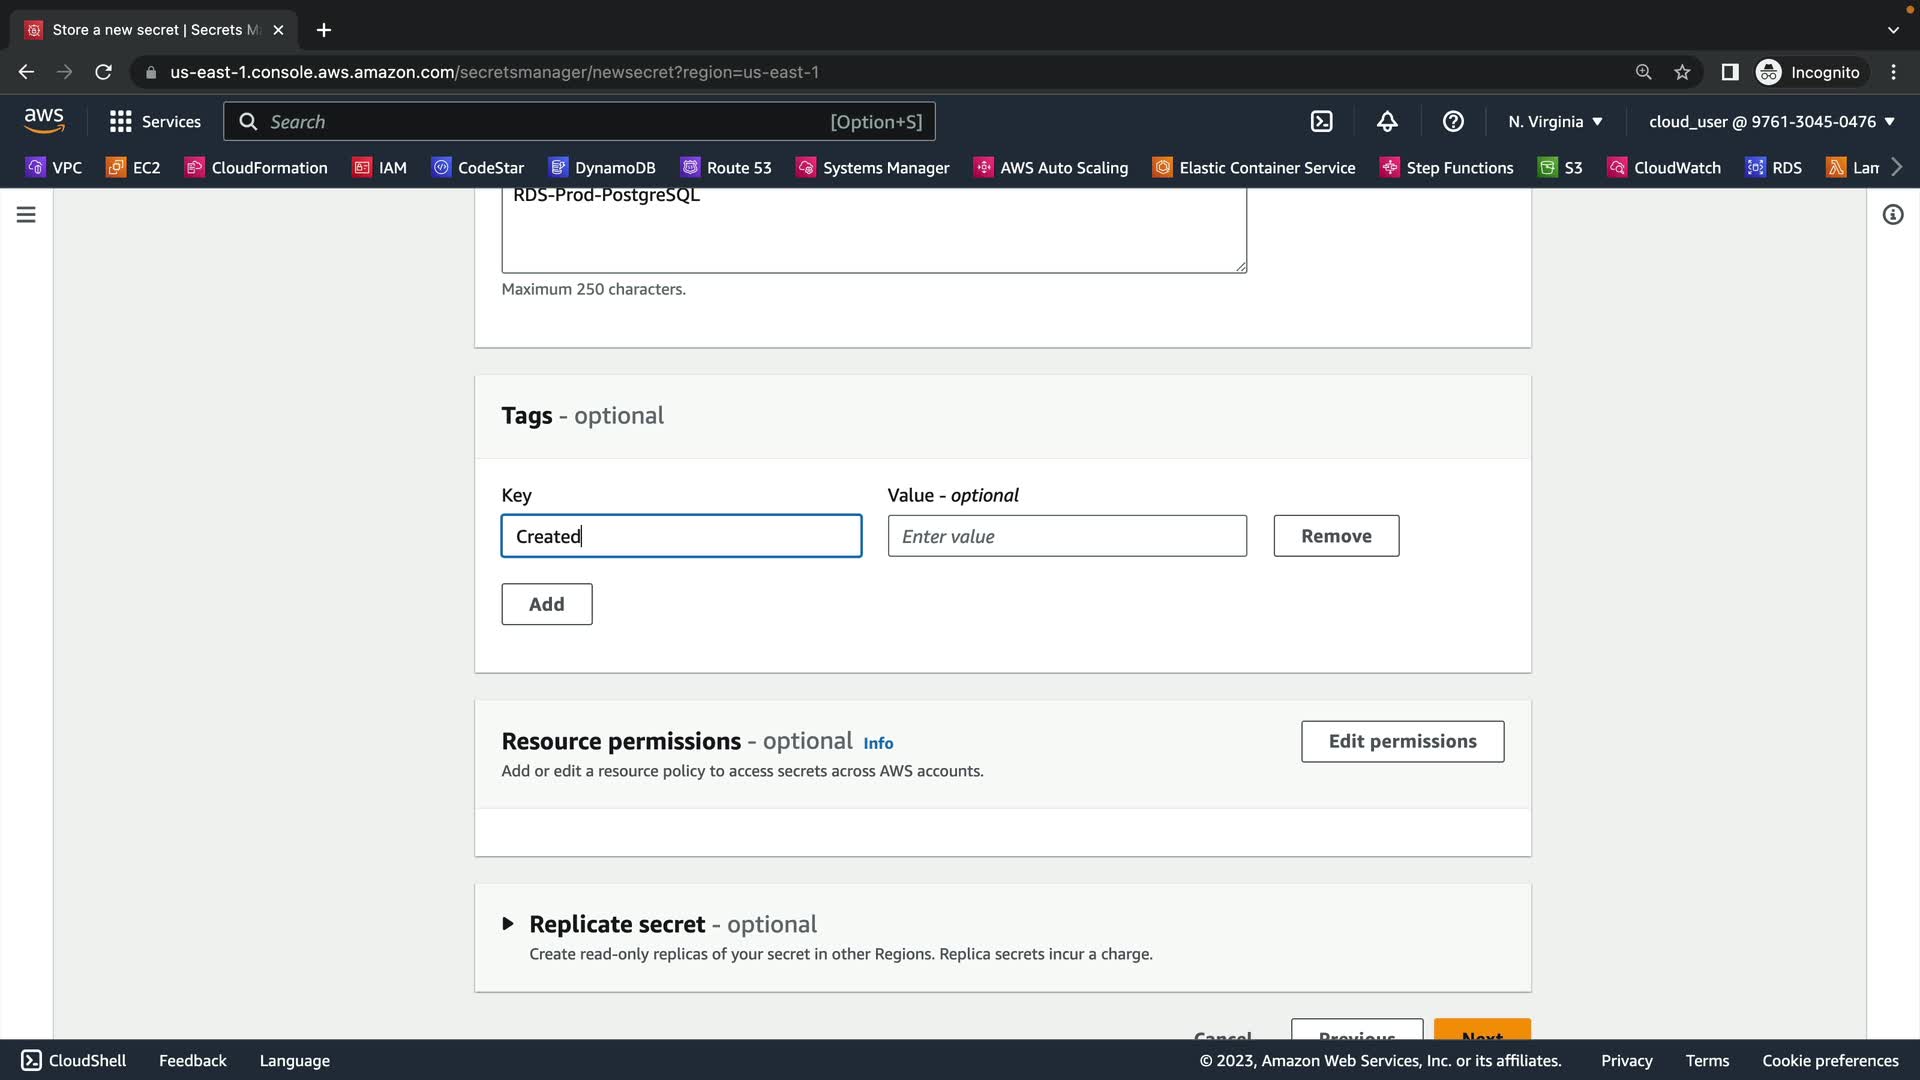 Store a new secret | Secrets M
us-east-1.console.aws.amazon.com/secretsmanager/newsecret?region=us-east-1
Incognito
aws
Services
Search
[Option+S]
N. Virginia
cloud_user @ 9761-3045-0476
VPC
EC2
CloudFormation
IAM
CodeStar
DynamoDB
Route 53
Systems Manager
AWS Auto Scaling
Elastic Container Service
Step Functions
S3
CloudWatch
RDS
Lam
RDS-Prod-PostgreSQL
Maximum 250 characters.
Tags - optional
Key
Value - optional
Created
Enter value
Remove
Add
Resource permissions - optional Info
Edit permissions
Add or edit a resource policy to access secrets across AWS accounts.
Replicate secret - optional
Create read-only replicas of your secret in other Regions. Replica secrets incur a charge.
Cancel
Previous
Next
CloudShell
Feedback
Language
© 2023, Amazon Web Services, Inc. or its affiliates.
Privacy
Terms
Cookie preferences